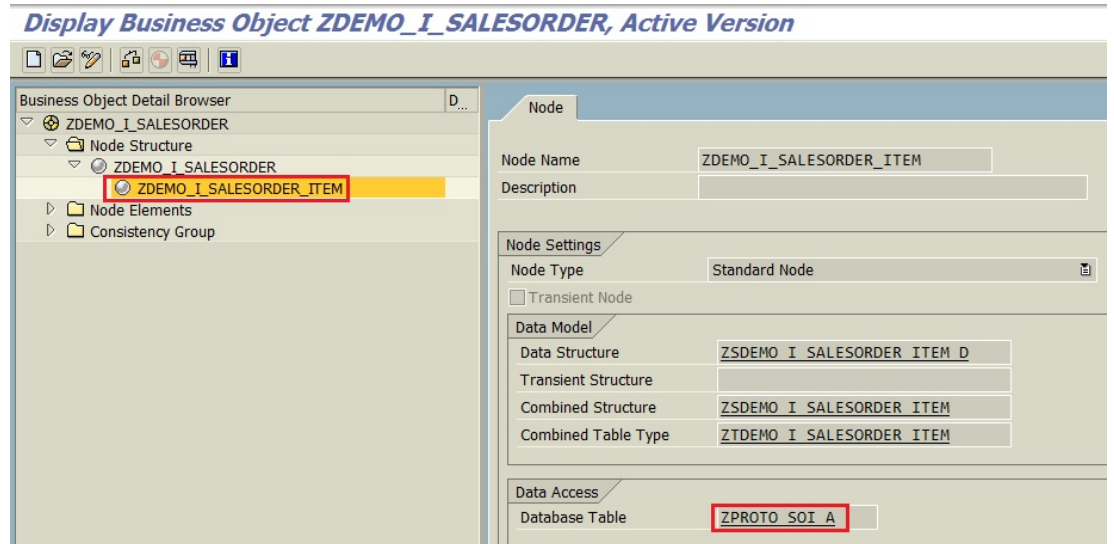 Display Business Object ZDEMO_I_SALESORDER, Active Version
Business Object Detail Browser D...
ZDEMO_I_SALESORDER
Node Structure
ZDEMO_I_SALESORDER
ZDEMO_I_SALESORDER_ITEM
Node Elements
Consistency Group
Node
Node Name ZDEMO_I_SALESORDER_ITEM
Description
Node Settings
Node Type Standard Node
Transient Node
Data Model
Data Structure ZSDEMO_I_SALESORDER_ITEM_D
Transient Structure
Combined Structure ZSDEMO_I_SALESORDER_ITEM
Combined Table Type ZTDEMO_I_SALESORDER_ITEM
Data Access
Database Table ZPROTO_SOI_A